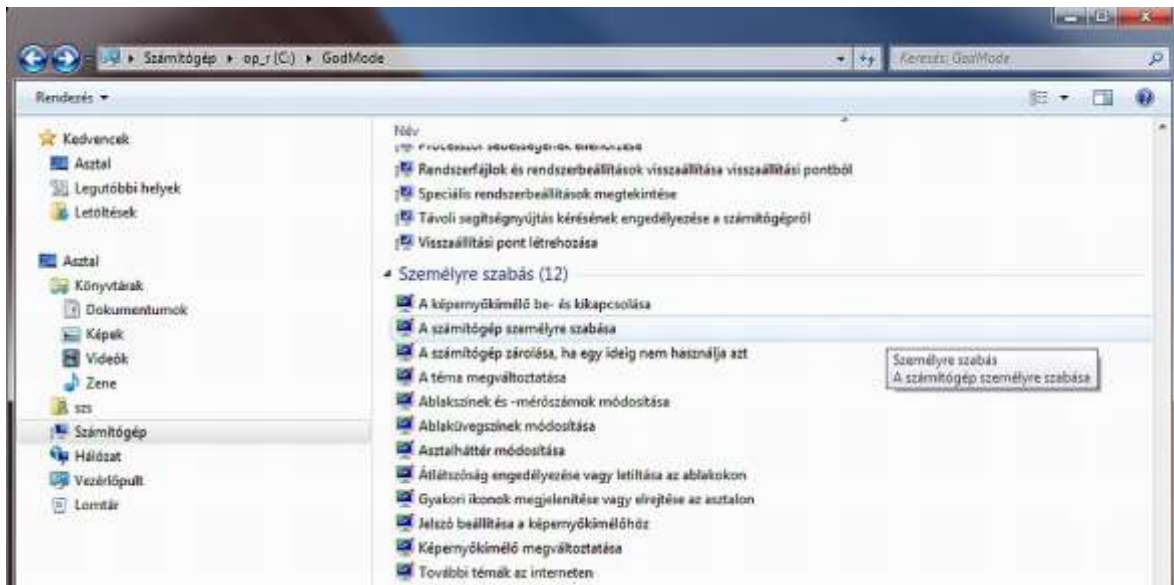 Számítógép ▸ op_r (C:) ▸ GodMode
Keresés: GodMode
Rendezés
Kedvencek
Asztal
Legutóbbi helyek
Letöltések
Asztal
Könyvtárak
Dokumentumok
Képek
Videók
Zene
szs
Számítógép
Hálózat
Vezérlőpult
Lomtár
Név
Processzor sebességének ellenőrzése
Rendszerfájlok és rendszerbeállítások visszaállítása visszaállítási pontból
Speciális rendszerbeállítások megtekintése
Távoli segítségnyújtás kérésének engedélyezése a számítógépről
Visszaállítási pont létrehozása
Személyre szabás (12)
A képernyőkímélő be- és kikapcsolása
A számítógép személyre szabása
A számítógép zárolása, ha egy ideig nem használja azt
A téma megváltoztatása
Ablakszínek és -mérőszámok módosítása
Ablaküvegszínek módosítása
Asztalháttér módosítása
Átlátszóság engedélyezése vagy letiltása az ablakokon
Gyakori ikonok megjelenítése vagy elrejtése az asztalon
Jelszó beállítása a képernyőkímélőhöz
Képernyőkímélő megváltoztatása
További témák az interneten
Személyre szabás
A számítógép személyre szabása